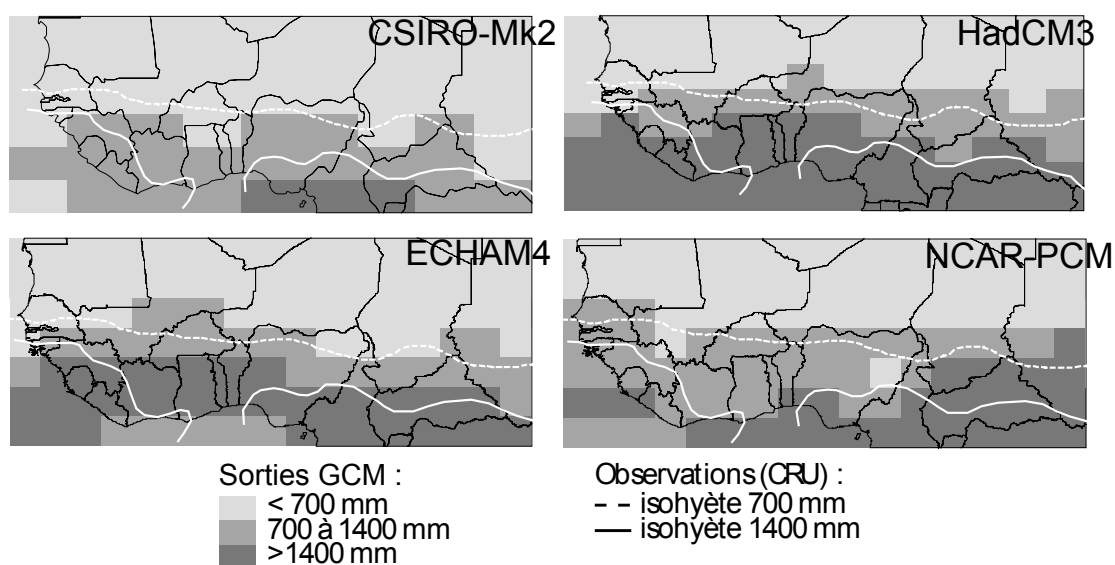 CSIRO-Mk2
HadCM3
ECHAM4
NCAR-PCM
Sorties GCM :
< 700 mm
700 à 1400 mm
>1400 mm
Observations (CRU) :
isohyète 700 mm
isohyète 1400 mm